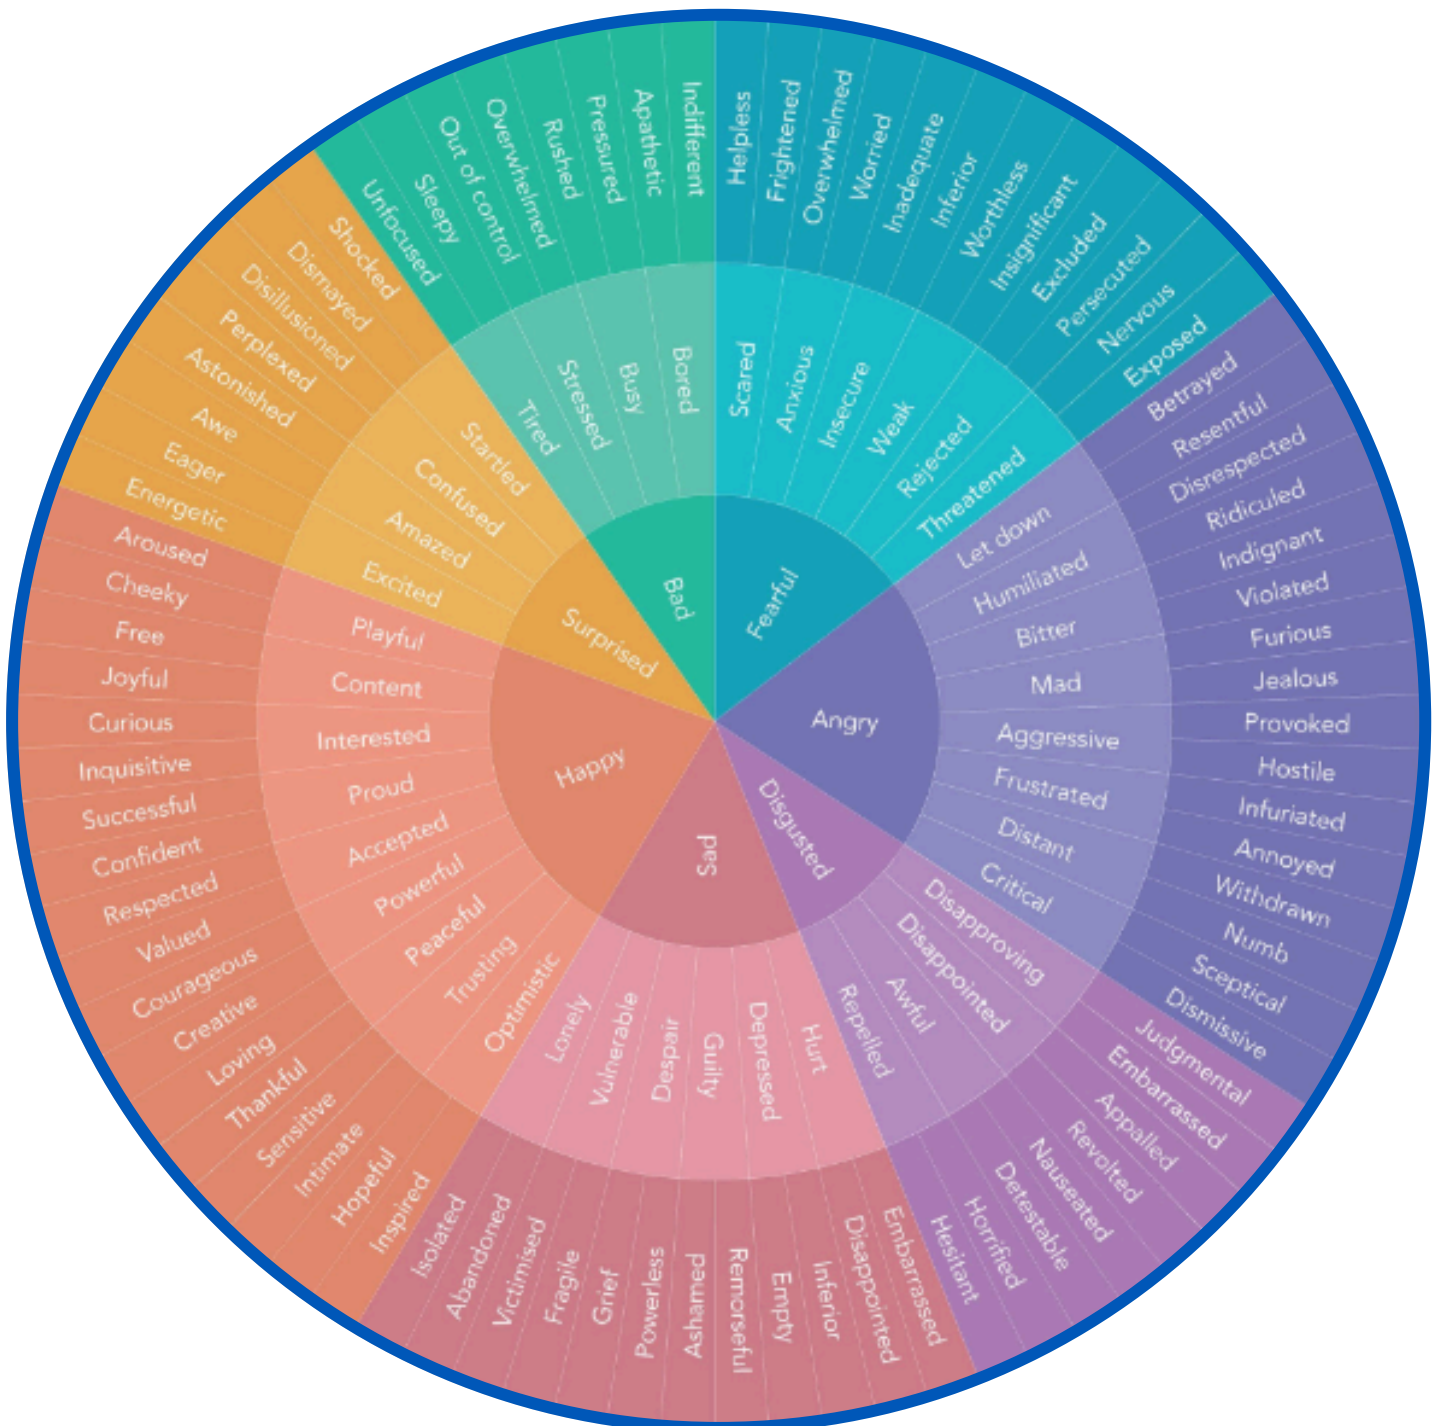 Fearful
Angry
Disgusted
Sad
Happy
Surprised
Bad
Scared
Anxious
Insecure
Weak
Rejected
Threatened
Let down
Humiliated
Bitter
Mad
Aggressive
Frustrated
Distant
Critical
Disapproving
Disappointed
Awful
Repelled
Hurt
Depressed
Guilty
Despair
Vulnerable
Lonely
Optimistic
Trusting
Peaceful
Powerful
Accepted
Proud
Interested
Content
Playful
Excited
Amazed
Confused
Startled
Tired
Stressed
Busy
Bored
Helpless
Frightened
Overwhelmed
Worried
Inadequate
Inferior
Worthless
Insignificant
Excluded
Persecuted
Nervous
Exposed
Betrayed
Resentful
Disrespected
Ridiculed
Indignant
Violated
Furious
Jealous
Provoked
Hostile
Infuriated
Annoyed
Withdrawn
Numb
Sceptical
Dismissive
Judgmental
Embarrassed
Appalled
Revolted
Nauseated
Detestable
Horrified
Hesitant
Embarrassed
Disappointed
Inferior
Empty
Remorseful
Ashamed
Powerless
Grief
Fragile
Victimised
Abandoned
Isolated
Inspired
Hopeful
Intimate
Sensitive
Thankful
Loving
Creative
Courageous
Valued
Respected
Confident
Successful
Inquisitive
Curious
Joyful
Free
Cheeky
Aroused
Energetic
Eager
Awe
Astonished
Perplexed
Disillusioned
Dismayed
Shocked
Unfocused
Sleepy
Out of control
Overwhelmed
Rushed
Pressured
Apathetic
Indifferent